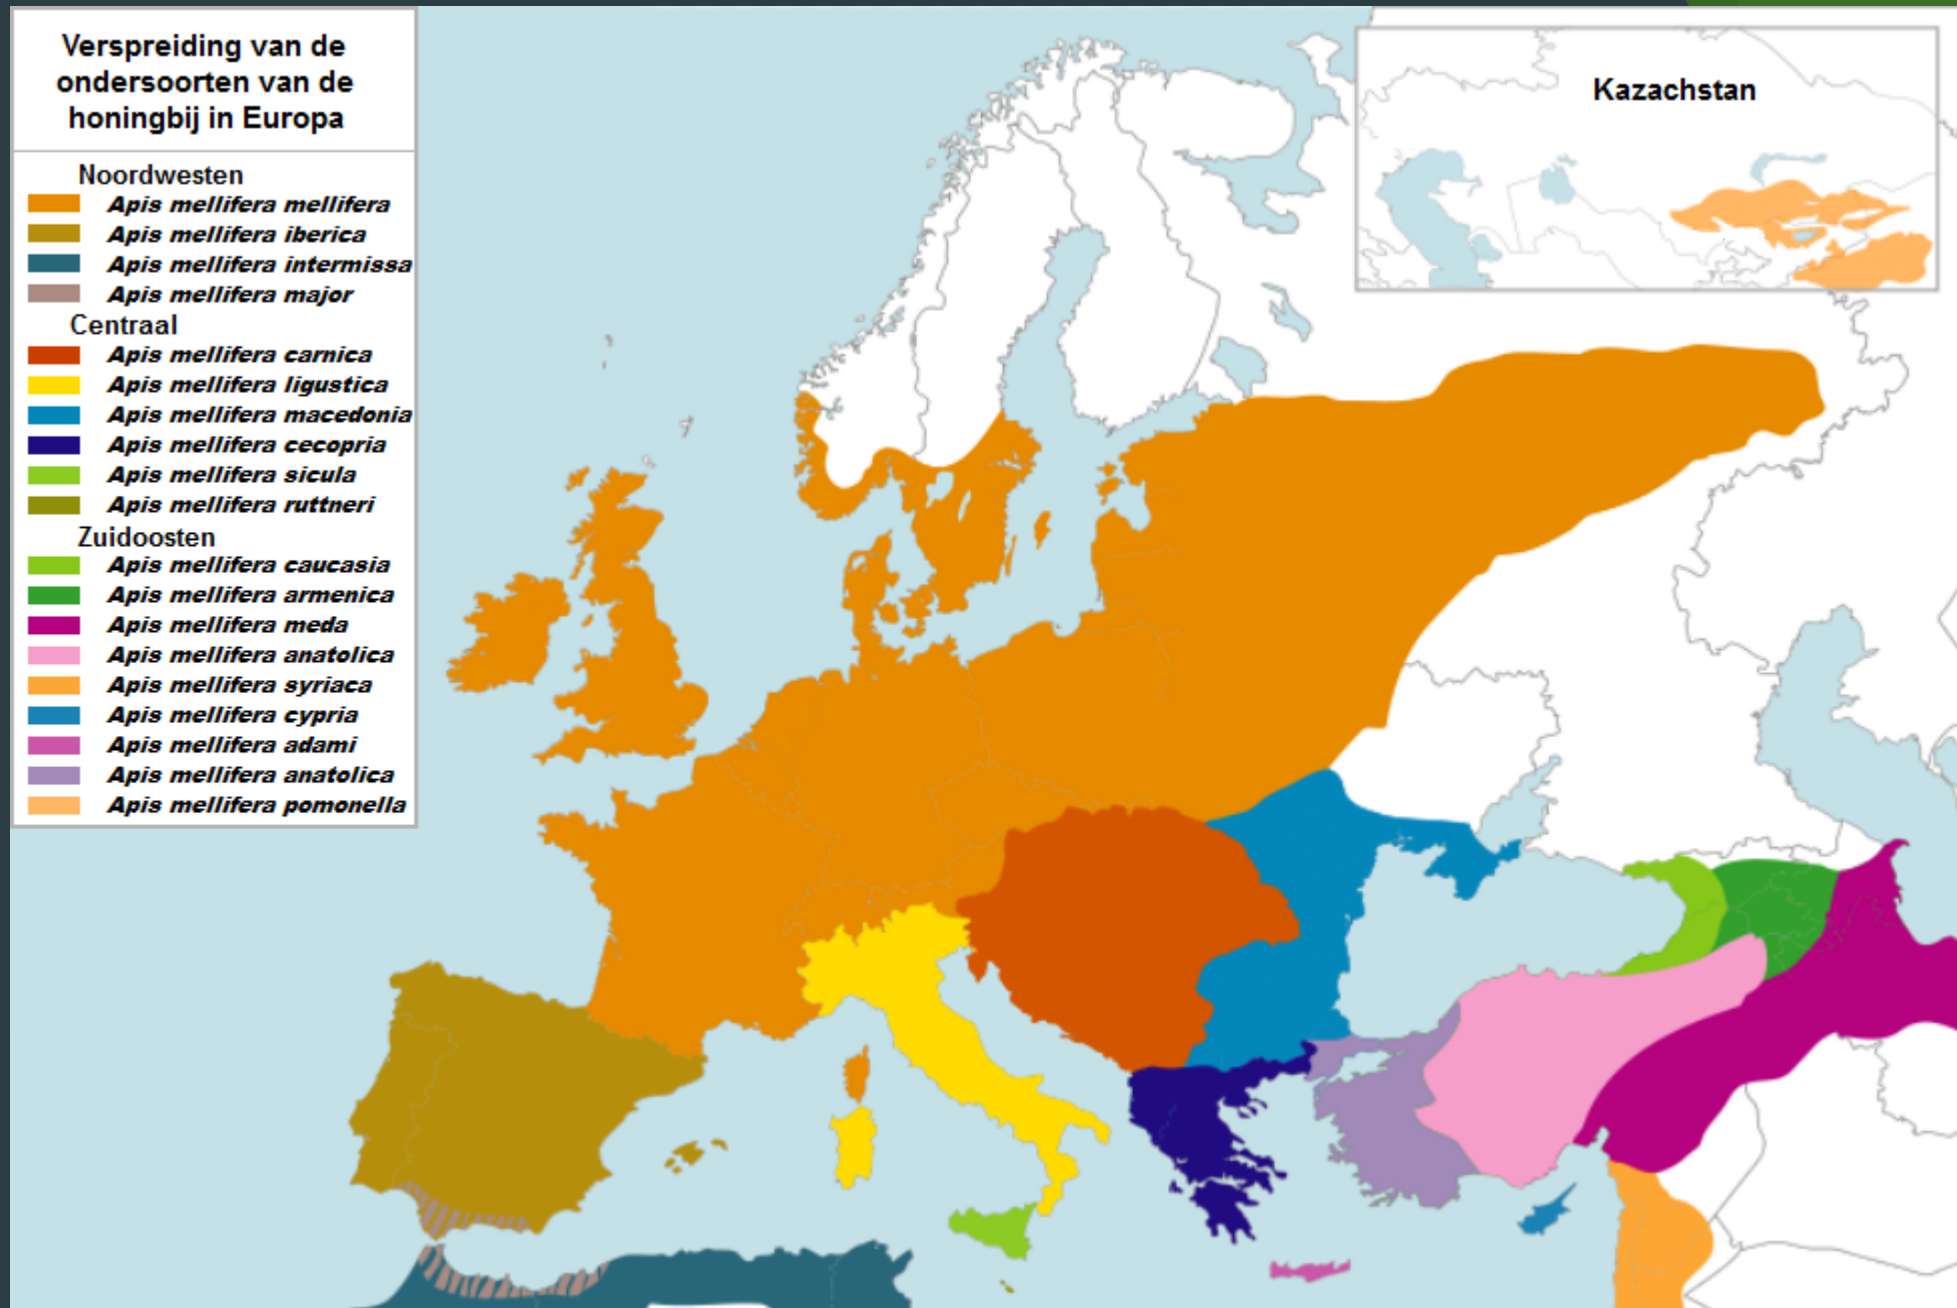 Verspreiding van de
ondersoorten van de
honingbij in Europa
Noordwesten
Apis mellifera mellifera
Apis mellifera iberica
Apis mellifera intermissa
Apis mellifera major
Centraal
Apis mellifera carnica
Apis mellifera ligustica
Apis mellifera macedonia
Apis mellifera cecopria
Apis mellifera sicula
Apis mellifera ruttneri
Zuidoosten
Apis mellifera caucasia
Apis mellifera armenica
Apis mellifera meda
Apis mellifera anatolica
Apis mellifera syriaca
Apis mellifera cypria
Apis mellifera adami
Apis mellifera anatolica
Apis mellifera pomonella
Kazachstan